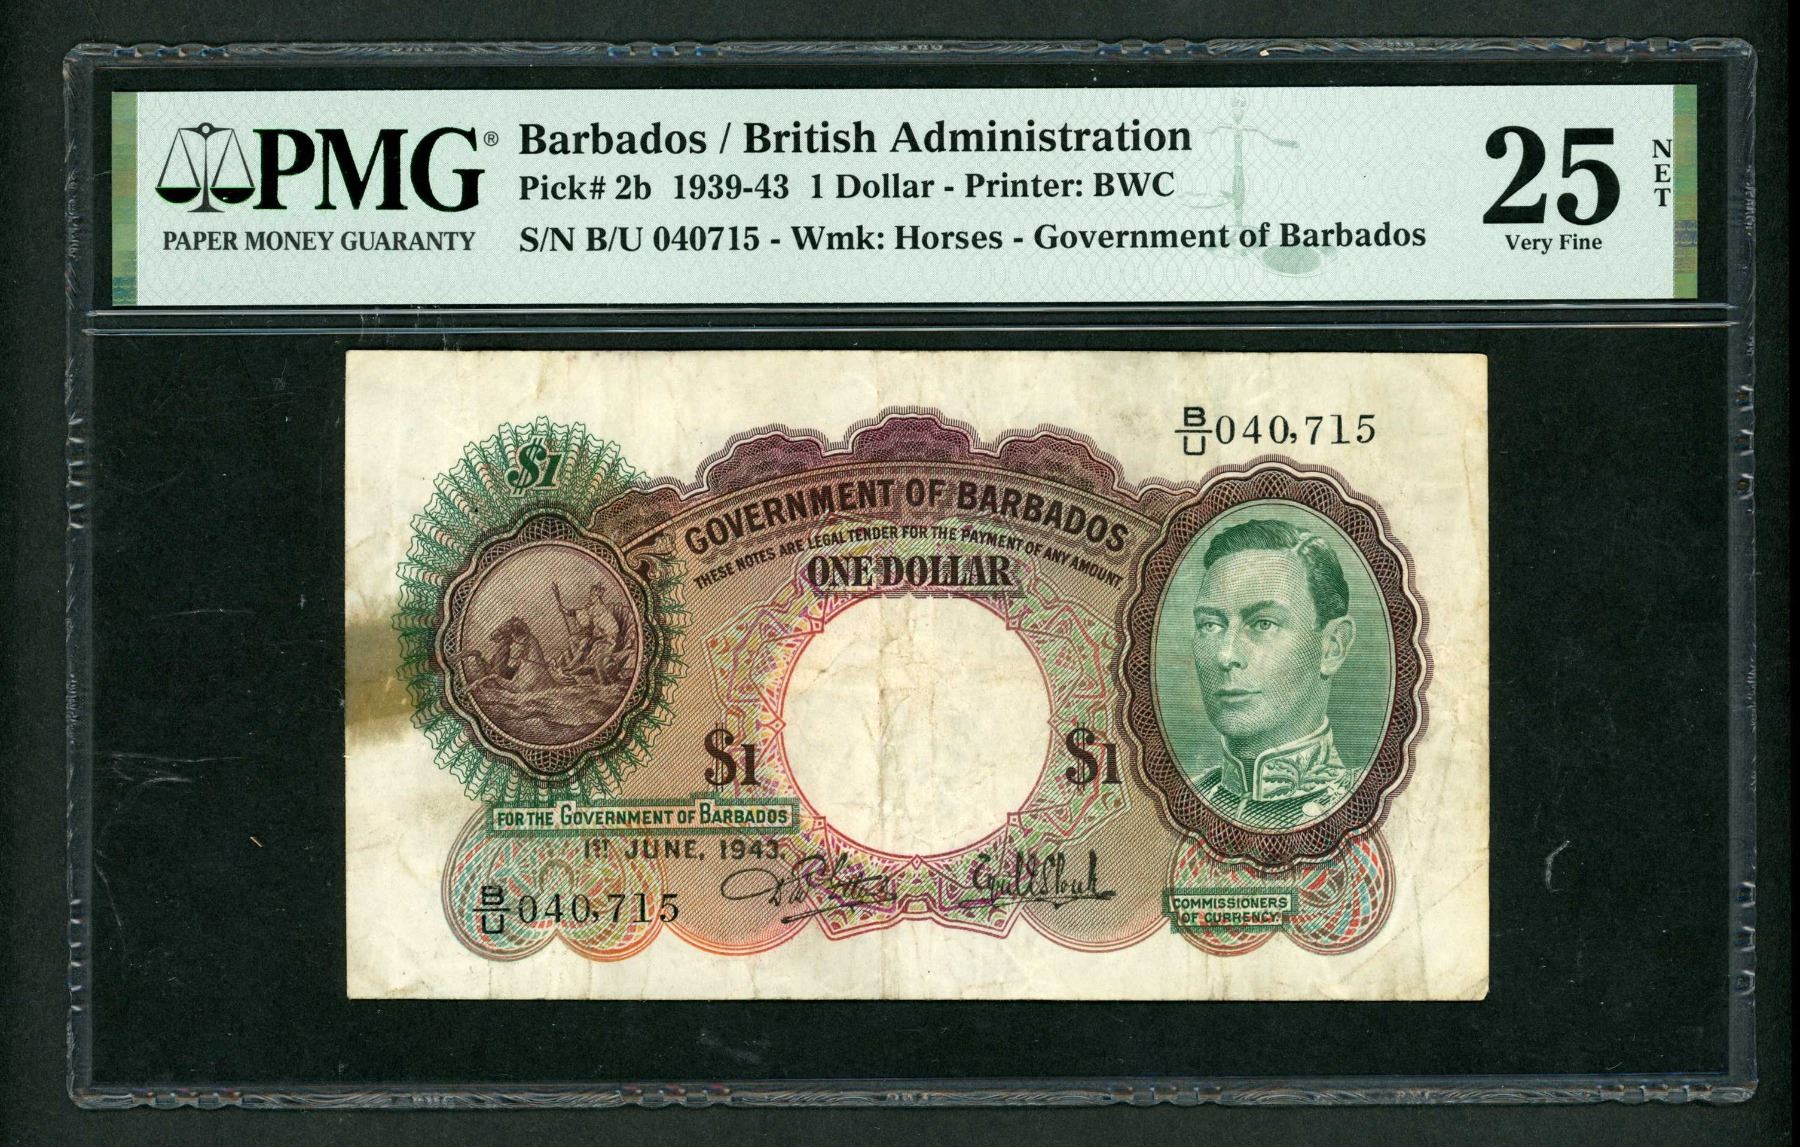 PMG®
PAPER MONEY GUARANTY
Barbados / British Administration
Pick# 2b 1939-43 1 Dollar - Printer: BWC
S/N B/U 040715 - Wmk: Horses - Government of Barbados
25
NET
Very Fine
B/U 040,715
$1
GOVERNMENT OF BARBADOS
THESE NOTES ARE LEGAL TENDER FOR THE PAYMENT OF ANY AMOUNT.
ONE DOLLAR
$1 $1
FOR THE GOVERNMENT OF BARBADOS
1ST JUNE, 1943.
B/U 040,715
COMMISSIONERS
OF CURRENCY.